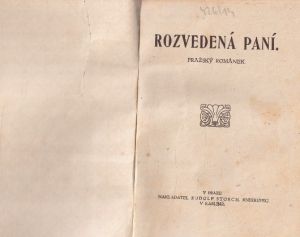 ROZVEDENÁ PANÍ.
PRAŽSKÝ ROMÁNEK.
V PRAZE
NAKLADATEL RUDOLF STORCH, KNIHKUPEC
V KARLÍNĚ.